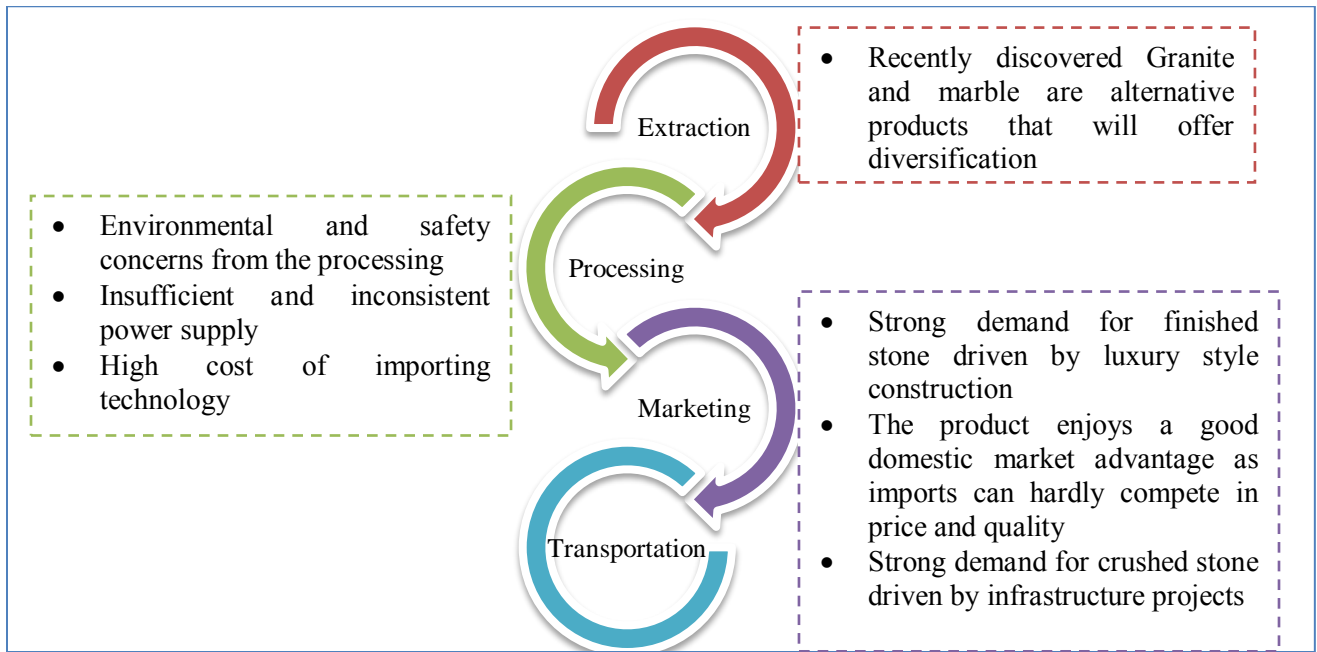 Extraction
• Recently discovered Granite
and marble are alternative
products that will offer
diversification
Processing
• Environmental and safety
concerns from the processing
• Insufficient and inconsistent
power supply
• High cost of importing
technology
Marketing
• Strong demand for finished
stone driven by luxury style
construction
• The product enjoys a good
domestic market advantage as
imports can hardly compete in
price and quality
• Strong demand for crushed stone
driven by infrastructure projects
Transportation